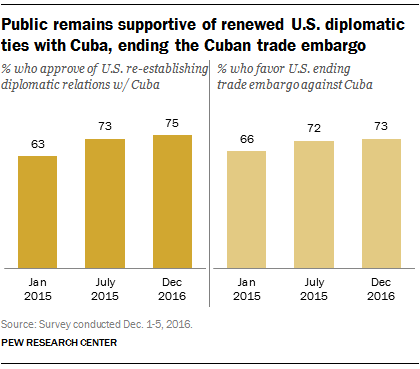 Public remains supportive of renewed U.S. diplomatic
ties with Cuba, ending the Cuban trade embargo
% who approve of U.S. re-establishing
diplomatic relations w/ Cuba
63
73
75
Jan
2015
July
2015
Dec
2016
% who favor U.S. ending
trade embargo against Cuba
66
72
73
Jan
2015
July
2015
Dec
2016
Source: Survey conducted Dec. 1-5, 2016.
PEW RESEARCH CENTER